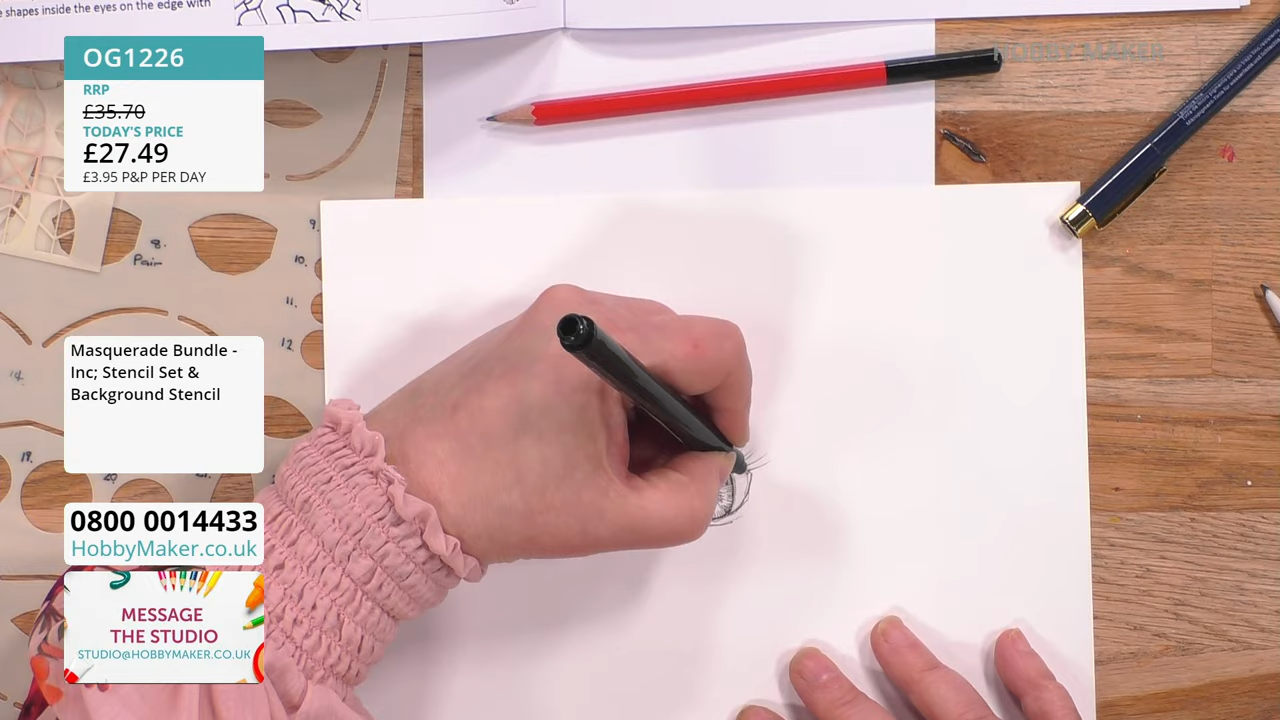 e shapes inside the eyes on the edge with
HOBBY MAKER
OG1226
RRP
£35.70
TODAY'S PRICE
£27.49
£3.95 P&P PER DAY
8.
Pair
9.
10.
11.
12.
14.
19.
20.
Masquerade Bundle -
Inc; Stencil Set &
Background Stencil
0800 0014433
HobbyMaker.co.uk
MESSAGE
THE STUDIO
STUDIO@HOBBYMAKER.CO.UK